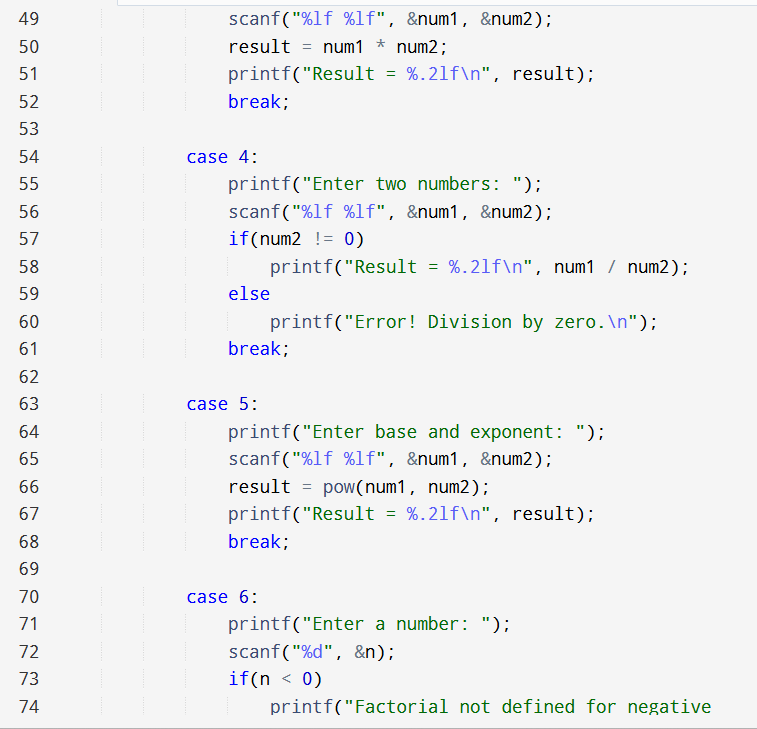 49 scanf("%lf %lf", &num1, &num2);
50 result = num1 * num2;
51 printf("Result = %.2lf\n", result);
52 break;
53
54 case 4:
55 printf("Enter two numbers: ");
56 scanf("%lf %lf", &num1, &num2);
57 if(num2 != 0)
58 printf("Result = %.2lf\n", num1 / num2);
59 else
60 printf("Error! Division by zero.\n");
61 break;
62
63 case 5:
64 printf("Enter base and exponent: ");
65 scanf("%lf %lf", &num1, &num2);
66 result = pow(num1, num2);
67 printf("Result = %.2lf\n", result);
68 break;
69
70 case 6:
71 printf("Enter a number: ");
72 scanf("%d", &n);
73 if(n < 0)
74 printf("Factorial not defined for negative